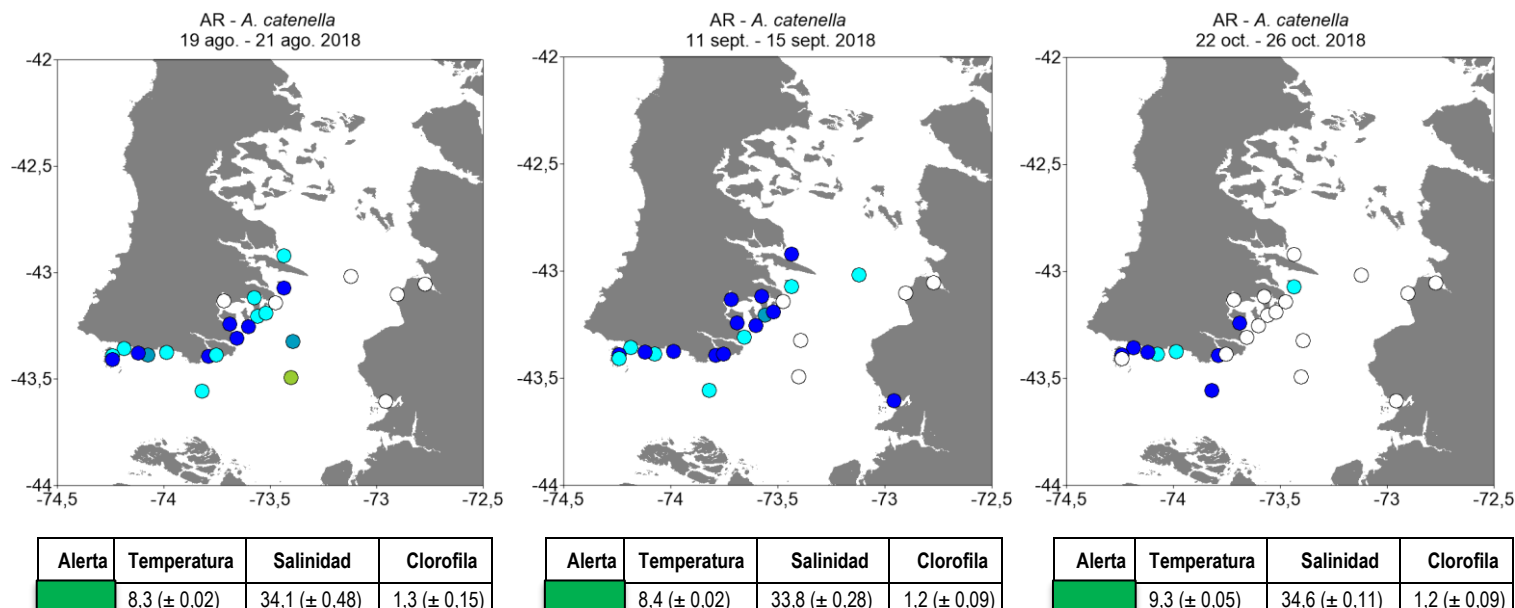 AR - A. catenella
19 ago. - 21 ago. 2018
-42
-42,5
-43
-43,5
-44
-74,5 -74 -73,5 -73 -72,5
AR - A. catenella
11 sept. - 15 sept. 2018
-42
-42,5
-43
-43,5
-44
-74,5 -74 -73,5 -73 -72,5
AR - A. catenella
22 oct. - 26 oct. 2018
-42
-42,5
-43
-43,5
-44
-74,5 -74 -73,5 -73 -72,5
Alerta Temperatura Salinidad Clorofila
8,3 (± 0,02) 34,1 (± 0,48) 1,3 (± 0,15)
Alerta Temperatura Salinidad Clorofila
8,4 (± 0,02) 33,8 (± 0,28) 1,2 (± 0,09)
Alerta Temperatura Salinidad Clorofila
9,3 (± 0,05) 34,6 (± 0,11) 1,2 (± 0,09)